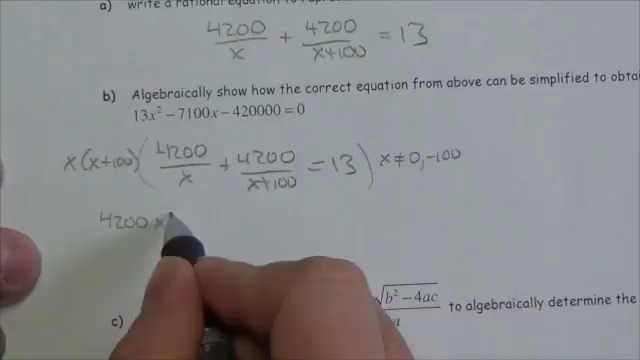 a) write a rational equation to
4200/x + 4200/(x+100) = 13
b) Algebraically show how the correct equation from above can be simplified to obtai
13x² − 7100x − 420000 = 0
x(x+100)(4200/x + 4200/(x+100) = 13) x ≠ 0, -100
4200x
√(b² − 4ac) to algebraically determine the
a
c)